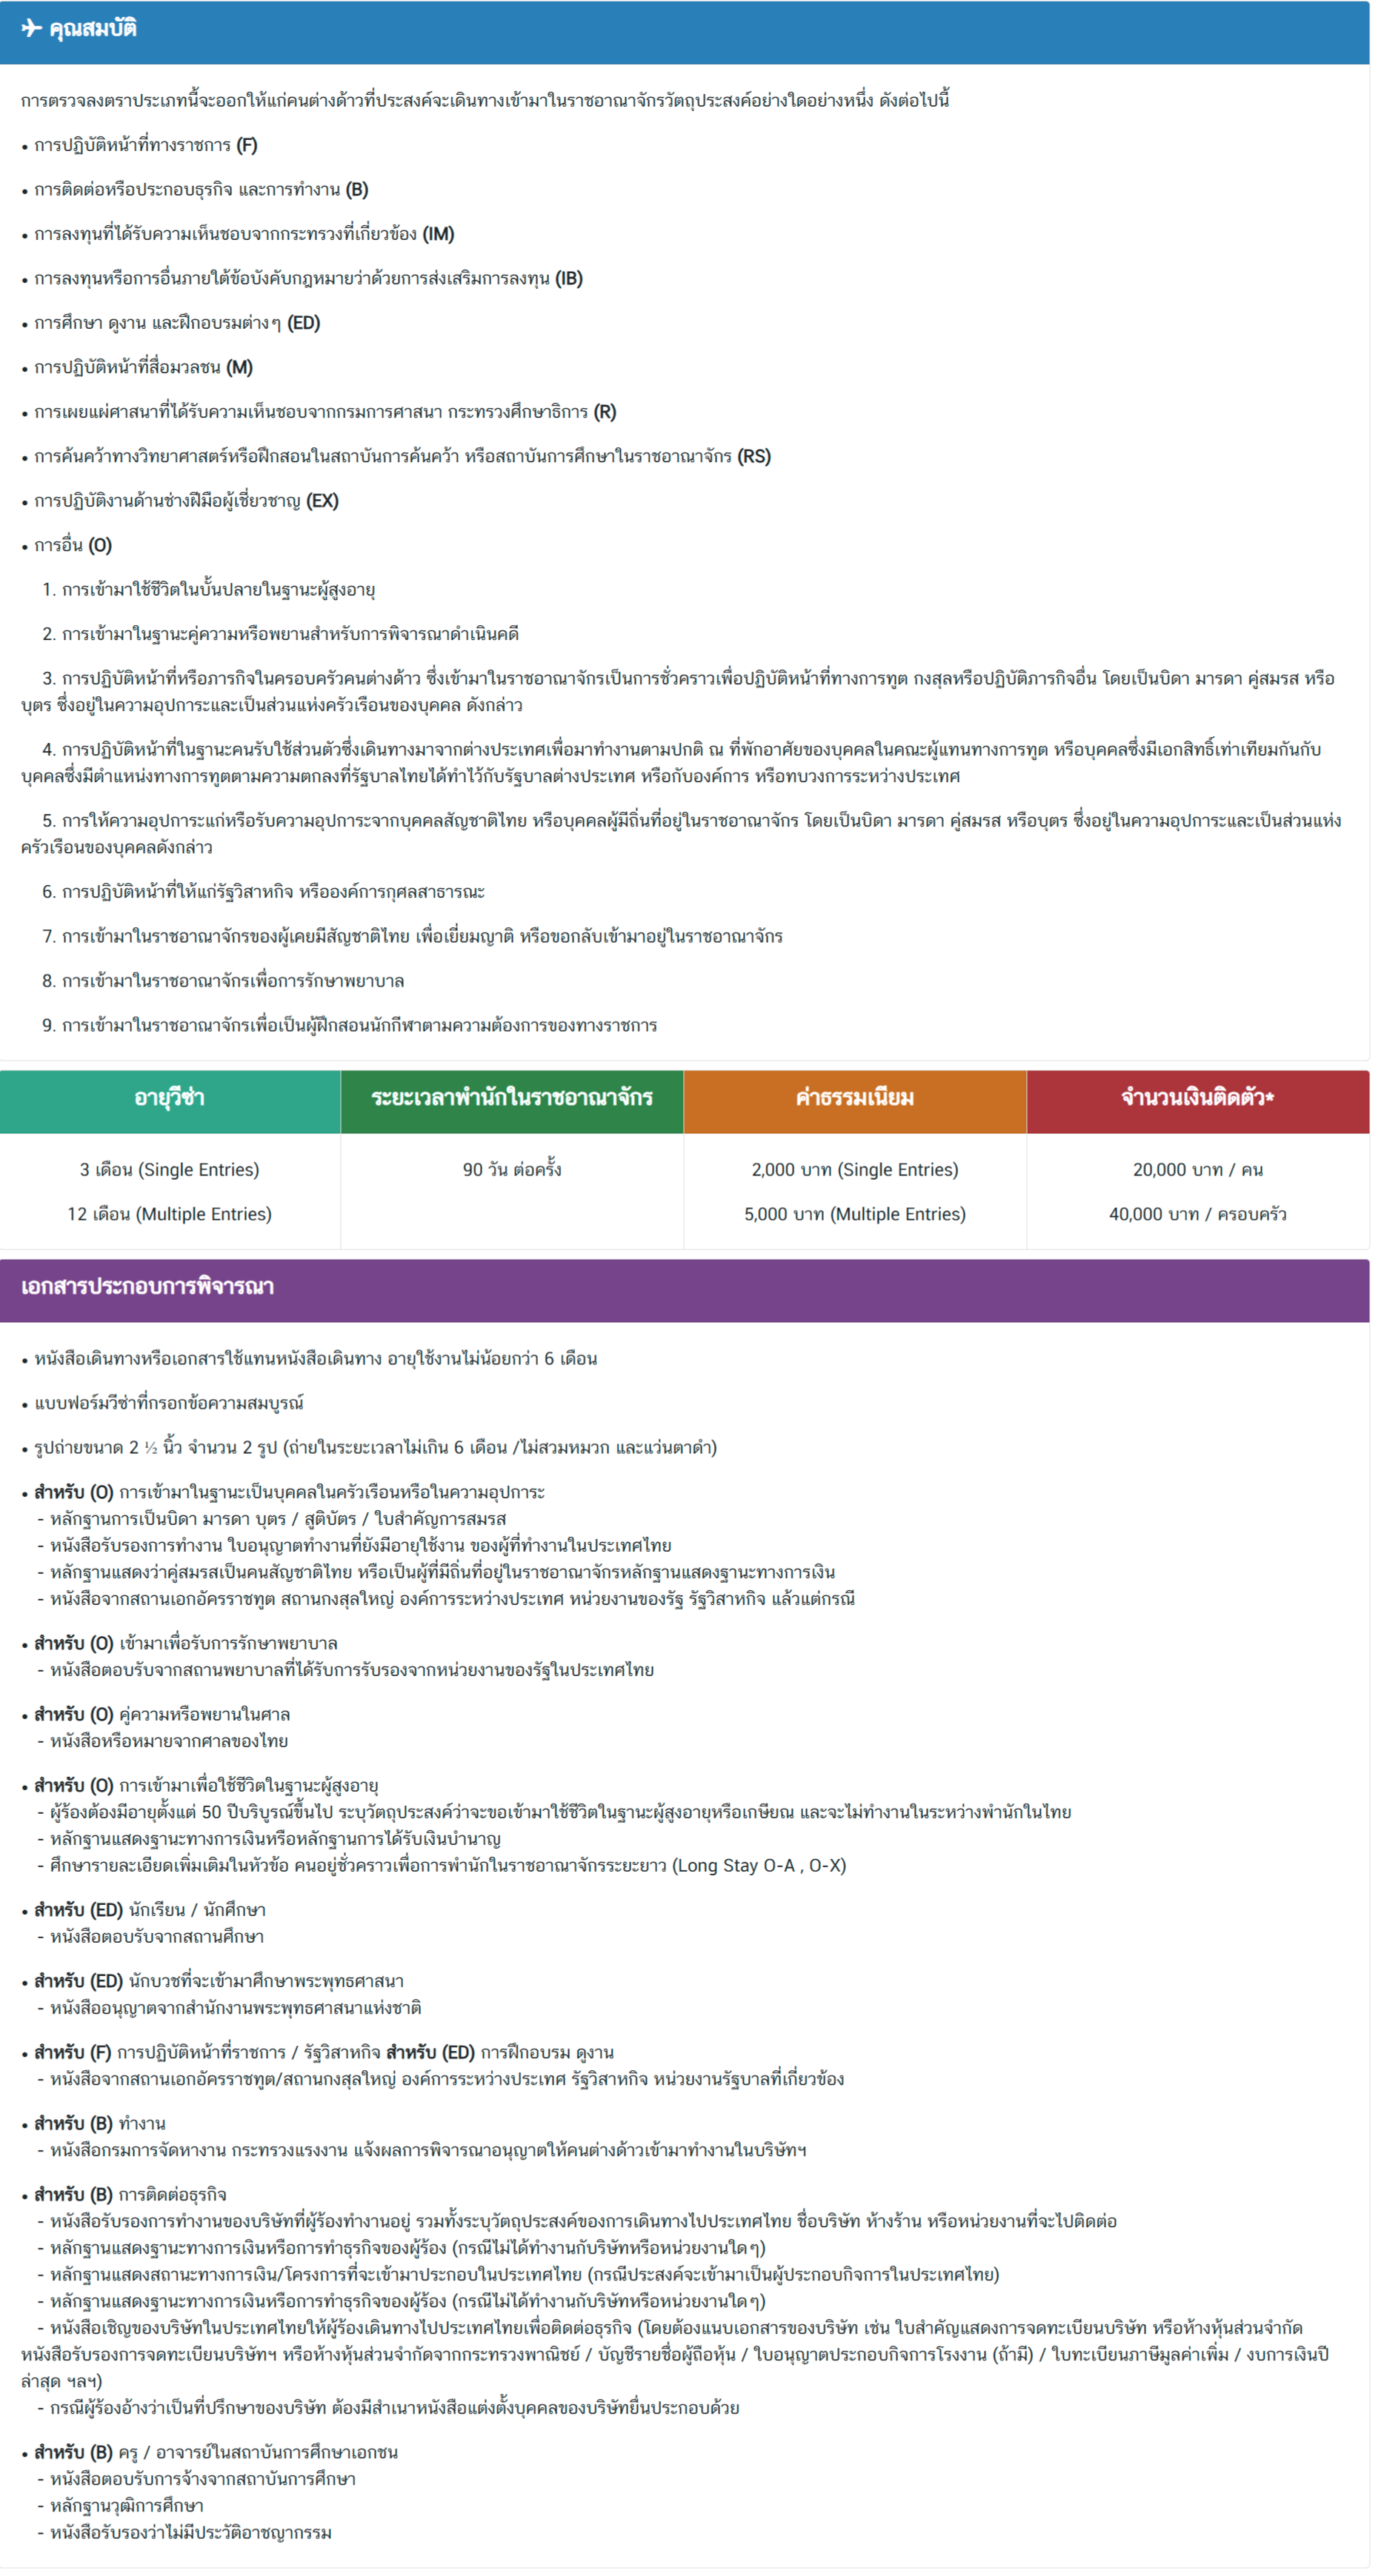 คุณสมบัติ
การตรวจลงตราประเภทนี้จะออกให้แก่คนต่างด้าวที่ประสงค์จะเดินทางเข้ามาในราชอาณาจักรวัตถุประสงค์อย่างใดอย่างหนึ่ง ดังต่อไปนี้
• การปฏิบัติหน้าที่ทางราชการ (F)
• การติดต่อหรือประกอบธุรกิจ และการทำงาน (B)
• การลงทุนที่ได้รับความเห็นชอบจากกระทรวงที่เกี่ยวข้อง (IM)
• การลงทุนหรือการอื่นภายใต้ข้อบังคับกฎหมายว่าด้วยการส่งเสริมการลงทุน (IB)
• การศึกษา ดูงาน และฝึกอบรมต่างๆ (ED)
• การปฏิบัติหน้าที่สื่อมวลชน (M)
• การเผยแผ่ศาสนาที่ได้รับความเห็นชอบจากกรมการศาสนา กระทรวงศึกษาธิการ (R)
• การค้นคว้าทางวิทยาศาสตร์หรือฝึกสอนในสถาบันการค้นคว้า หรือสถาบันการศึกษาในราชอาณาจักร (RS)
• การปฏิบัติงานด้านช่างฝีมือผู้เชี่ยวชาญ (EX)
• การอื่น (O)
1. การเข้ามาใช้ชีวิตในบั้นปลายในฐานะผู้สูงอายุ
2. การเข้ามาในฐานะคู่ความหรือพยานสำหรับการพิจารณาดำเนินคดี
3. การปฏิบัติหน้าที่หรือภารกิจในครอบครัวคนต่างด้าว ซึ่งเข้ามาในราชอาณาจักรเป็นการชั่วคราวเพื่อปฏิบัติหน้าที่ทางการทูต กงสุลหรือปฏิบัติภารกิจอื่น โดยเป็นบิดา มารดา คู่สมรส หรือ
บุตร ซึ่งอยู่ในความอุปการะและเป็นส่วนแห่งครัวเรือนของบุคคล ดังกล่าว
4. การปฏิบัติหน้าที่ในฐานะคนรับใช้ส่วนตัวซึ่งเดินทางมาจากต่างประเทศเพื่อมาทำงานตามปกติ ณ ที่พักอาศัยของบุคคลในคณะผู้แทนทางการทูต หรือบุคคลซึ่งมีเอกสิทธิ์เท่าเทียมกันกับ
บุคคลซึ่งมีตำแหน่งทางการทูตตามความตกลงที่รัฐบาลไทยได้ทำไว้กับรัฐบาลต่างประเทศ หรือกับองค์การ หรือทบวงการระหว่างประเทศ
5. การให้ความอุปการะแก่หรือรับความอุปการะจากบุคคลสัญชาติไทย หรือบุคคลผู้มีถิ่นที่อยู่ในราชอาณาจักร โดยเป็นบิดา มารดา คู่สมรส หรือบุตร ซึ่งอยู่ในความอุปการะและเป็นส่วนแห่ง
ครัวเรือนของบุคคลดังกล่าว
6. การปฏิบัติหน้าที่ให้แก่รัฐวิสาหกิจ หรือองค์การกุศลสาธารณะ
7. การเข้ามาในราชอาณาจักรของผู้เคยมีสัญชาติไทย เพื่อเยี่ยมญาติ หรือขอกลับเข้ามาอยู่ในราชอาณาจักร
8. การเข้ามาในราชอาณาจักรเพื่อการรักษาพยาบาล
9. การเข้ามาในราชอาณาจักรเพื่อเป็นผู้ฝึกสอนนักกีฬาตามความต้องการของทางราชการ
อายุวีซ่า ระยะเวลาพำนักในราชอาณาจักร ค่าธรรมเนียม จำนวนเงินติดตัว*
3 เดือน (Single Entries) 90 วัน ต่อครั้ง 2,000 บาท (Single Entries) 20,000 บาท / คน
12 เดือน (Multiple Entries) 5,000 บาท (Multiple Entries) 40,000 บาท / ครอบครัว
เอกสารประกอบการพิจารณา
• หนังสือเดินทางหรือเอกสารใช้แทนหนังสือเดินทาง อายุใช้งานไม่น้อยกว่า 6 เดือน
• แบบฟอร์มวีซ่าที่กรอกข้อความสมบูรณ์
• รูปถ่ายขนาด 2 ½ นิ้ว จำนวน 2 รูป (ถ่ายในระยะเวลาไม่เกิน 6 เดือน /ไม่สวมหมวก และแว่นตาดำ)
• สำหรับ (O) การเข้ามาในฐานะเป็นบุคคลในครัวเรือนหรือในความอุปการะ
- หลักฐานการเป็นบิดา มารดา บุตร / สูติบัตร / ใบสำคัญการสมรส
- หนังสือรับรองการทำงาน ใบอนุญาตทำงานที่ยังมีอายุใช้งาน ของผู้ที่ทำงานในประเทศไทย
- หลักฐานแสดงว่าคู่สมรสเป็นคนสัญชาติไทย หรือเป็นผู้ที่มีถิ่นที่อยู่ในราชอาณาจักรหลักฐานแสดงฐานะทางการเงิน
- หนังสือจากสถานเอกอัครราชทูต สถานกงสุลใหญ่ องค์การระหว่างประเทศ หน่วยงานของรัฐ รัฐวิสาหกิจ แล้วแต่กรณี
• สำหรับ (O) เข้ามาเพื่อรับการรักษาพยาบาล
- หนังสือตอบรับจากสถานพยาบาลที่ได้รับการรับรองจากหน่วยงานของรัฐในประเทศไทย
• สำหรับ (O) คู่ความหรือพยานในศาล
- หนังสือหรือหมายจากศาลของไทย
• สำหรับ (O) การเข้ามาเพื่อใช้ชีวิตในฐานะผู้สูงอายุ
- ผู้ร้องต้องมีอายุตั้งแต่ 50 ปีบริบูรณ์ขึ้นไป ระบุวัตถุประสงค์ว่าจะขอเข้ามาใช้ชีวิตในฐานะผู้สูงอายุหรือเกษียณ และจะไม่ทำงานในระหว่างพำนักในไทย
- หลักฐานแสดงฐานะทางการเงินหรือหลักฐานการได้รับเงินบำนาญ
- ศึกษารายละเอียดเพิ่มเติมในหัวข้อ คนอยู่ชั่วคราวเพื่อการพำนักในราชอาณาจักรระยะยาว (Long Stay O-A , O-X)
• สำหรับ (ED) นักเรียน / นักศึกษา
- หนังสือตอบรับจากสถานศึกษา
• สำหรับ (ED) นักบวชที่จะเข้ามาศึกษาพระพุทธศาสนา
- หนังสืออนุญาตจากสำนักงานพระพุทธศาสนาแห่งชาติ
• สำหรับ (F) การปฏิบัติหน้าที่ราชการ / รัฐวิสาหกิจ สำหรับ (ED) การฝึกอบรม ดูงาน
- หนังสือจากสถานเอกอัครราชทูต/สถานกงสุลใหญ่ องค์การระหว่างประเทศ รัฐวิสาหกิจ หน่วยงานรัฐบาลที่เกี่ยวข้อง
• สำหรับ (B) ทำงาน
- หนังสือกรมการจัดหางาน กระทรวงแรงงาน แจ้งผลการพิจารณาอนุญาตให้คนต่างด้าวเข้ามาทำงานในบริษัทฯ
• สำหรับ (B) การติดต่อธุรกิจ
- หนังสือรับรองการทำงานของบริษัทที่ผู้ร้องทำงานอยู่ รวมทั้งระบุวัตถุประสงค์ของการเดินทางไปประเทศไทย ชื่อบริษัท ห้างร้าน หรือหน่วยงานที่จะไปติดต่อ
- หลักฐานแสดงฐานะทางการเงินหรือการทำธุรกิจของผู้ร้อง (กรณีไม่ได้ทำงานกับบริษัทหรือหน่วยงานใดๆ)
- หลักฐานแสดงสถานะทางการเงิน/โครงการที่จะเข้ามาประกอบในประเทศไทย (กรณีประสงค์จะเข้ามาเป็นผู้ประกอบกิจการในประเทศไทย)
- หลักฐานแสดงฐานะทางการเงินหรือการทำธุรกิจของผู้ร้อง (กรณีไม่ได้ทำงานกับบริษัทหรือหน่วยงานใดๆ)
- หนังสือเชิญของบริษัทในประเทศไทยให้ผู้ร้องเดินทางไปประเทศไทยเพื่อติดต่อธุรกิจ (โดยต้องแนบเอกสารของบริษัท เช่น ใบสำคัญแสดงการจดทะเบียนบริษัท หรือห้างหุ้นส่วนจำกัด
หนังสือรับรองการจดทะเบียนบริษัทฯ หรือห้างหุ้นส่วนจำกัดจากกระทรวงพาณิชย์ / บัญชีรายชื่อผู้ถือหุ้น / ใบอนุญาตประกอบกิจการโรงงาน (ถ้ามี) / ใบทะเบียนภาษีมูลค่าเพิ่ม / งบการเงินปี
ล่าสุด ฯลฯ)
- กรณีผู้ร้องอ้างว่าเป็นที่ปรึกษาของบริษัท ต้องมีสำเนาหนังสือแต่งตั้งบุคคลของบริษัทยื่นประกอบด้วย
• สำหรับ (B) ครู / อาจารย์ในสถาบันการศึกษาเอกชน
- หนังสือตอบรับการจ้างจากสถาบันการศึกษา
- หลักฐานวุฒิการศึกษา
- หนังสือรับรองว่าไม่มีประวัติอาชญากรรม